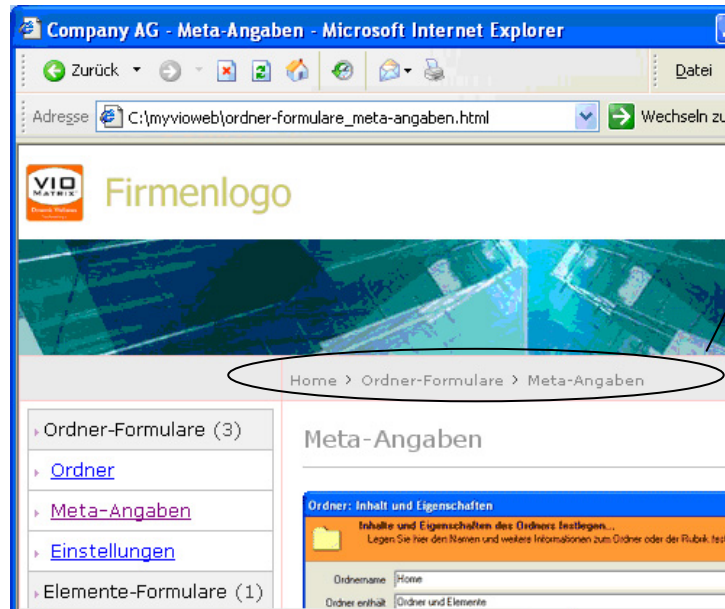 Company AG - Meta-Angaben - Microsoft Internet Explorer
Zurück
Datei
Adresse C:\myvioweb\ordner-formulare_meta-angaben.html
Wechseln zu
VIO
MATRIX
Firmenlogo
Home > Ordner-Formulare > Meta-Angaben
Ordner-Formulare (3)
Meta-Angaben
Ordner
Meta-Angaben
Einstellungen
Elemente-Formulare (1)
Ordner: Inhalt und Eigenschaften
Inhalte und Eigenschaften des Ordners festlegen...
Legen Sie hier den Namen und weitere Informationen zum Ordner oder der Rubrik fest
Ordnername Home
Ordner enthält Ordner und Elemente